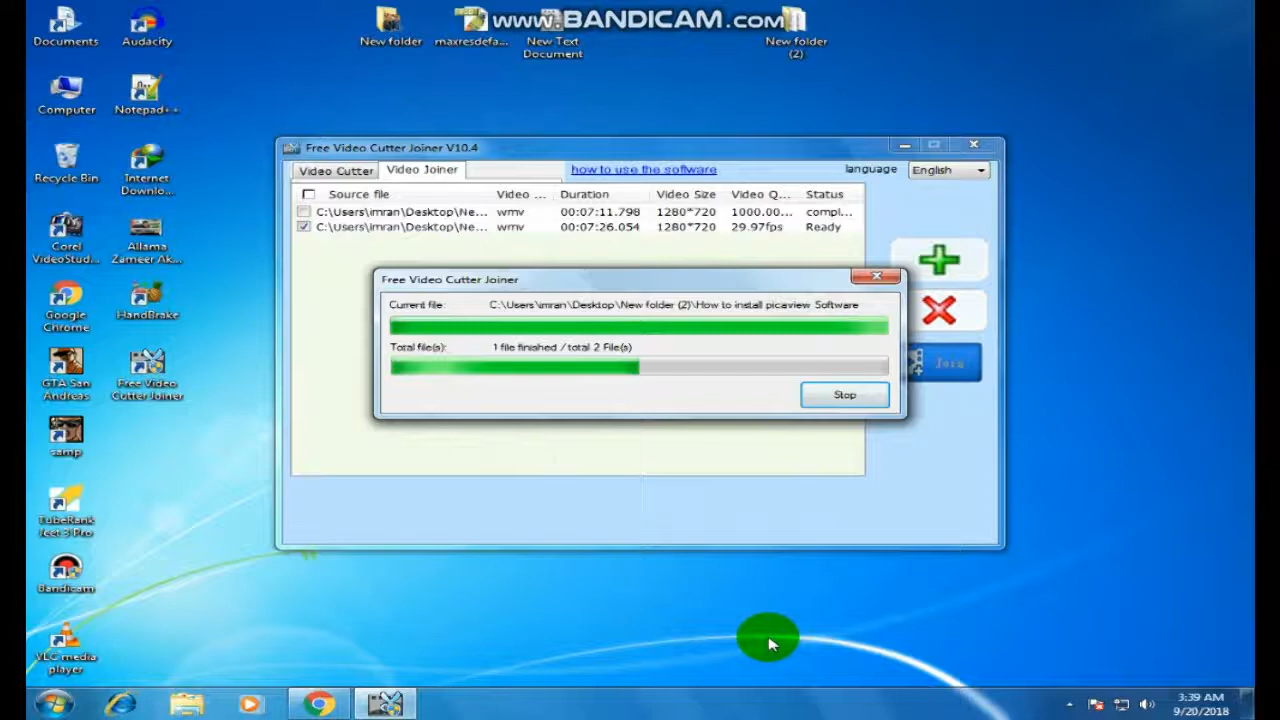 www.BANDICAM.com
Documents
Audacity
New folder
maxresdefa...
New Text
Document
New folder
(2)
Computer
Notepad++
Recycle Bin
Internet
Downlo...
Corel
VideoStud...
Allama
Zameer Ak...
Google
Chrome
HandBrake
GTA San
Andreas
Free Video
Cutter Joiner
samp
TubeRank
Jeet 3 Pro
Bandicam
VLC media
player
Free Video Cutter Joiner V10.4
Video Cutter
Video Joiner
how to use the software
language
English
Source file Video ... Duration Video Size Video Q... Status
C:\Users\imran\Desktop\Ne... wmv 00:07:11.798 1280*720 1000.00... compl...
C:\Users\imran\Desktop\Ne... wmv 00:07:26.054 1280*720 29.97fps Ready
Free Video Cutter Joiner
Current file: C:\Users\imran\Desktop\New folder (2)\How to install picaview Software
Total file(s): 1 file finished / total 2 File(s)
Stop
Join
3:39 AM
9/20/2018